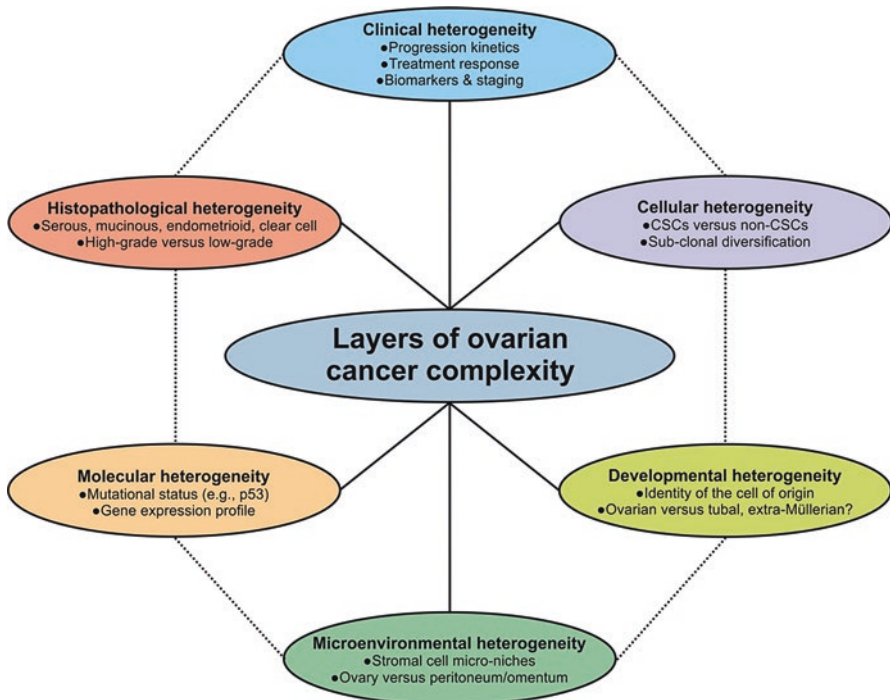 Clinical heterogeneity
●Progression kinetics
●Treatment response
●Biomarkers & staging
Histopathological heterogeneity
●Serous, mucinous, endometrioid, clear cell
●High-grade versus low-grade
Cellular heterogeneity
●CSCs versus non-CSCs
●Sub-clonal diversification
Layers of ovarian
cancer complexity
Molecular heterogeneity
●Mutational status (e.g., p53)
●Gene expression profile
Developmental heterogeneity
●Identity of the cell of origin
●Ovarian versus tubal, extra-Müllerian?
Microenvironmental heterogeneity
●Stromal cell micro-niches
●Ovary versus peritoneum/omentum